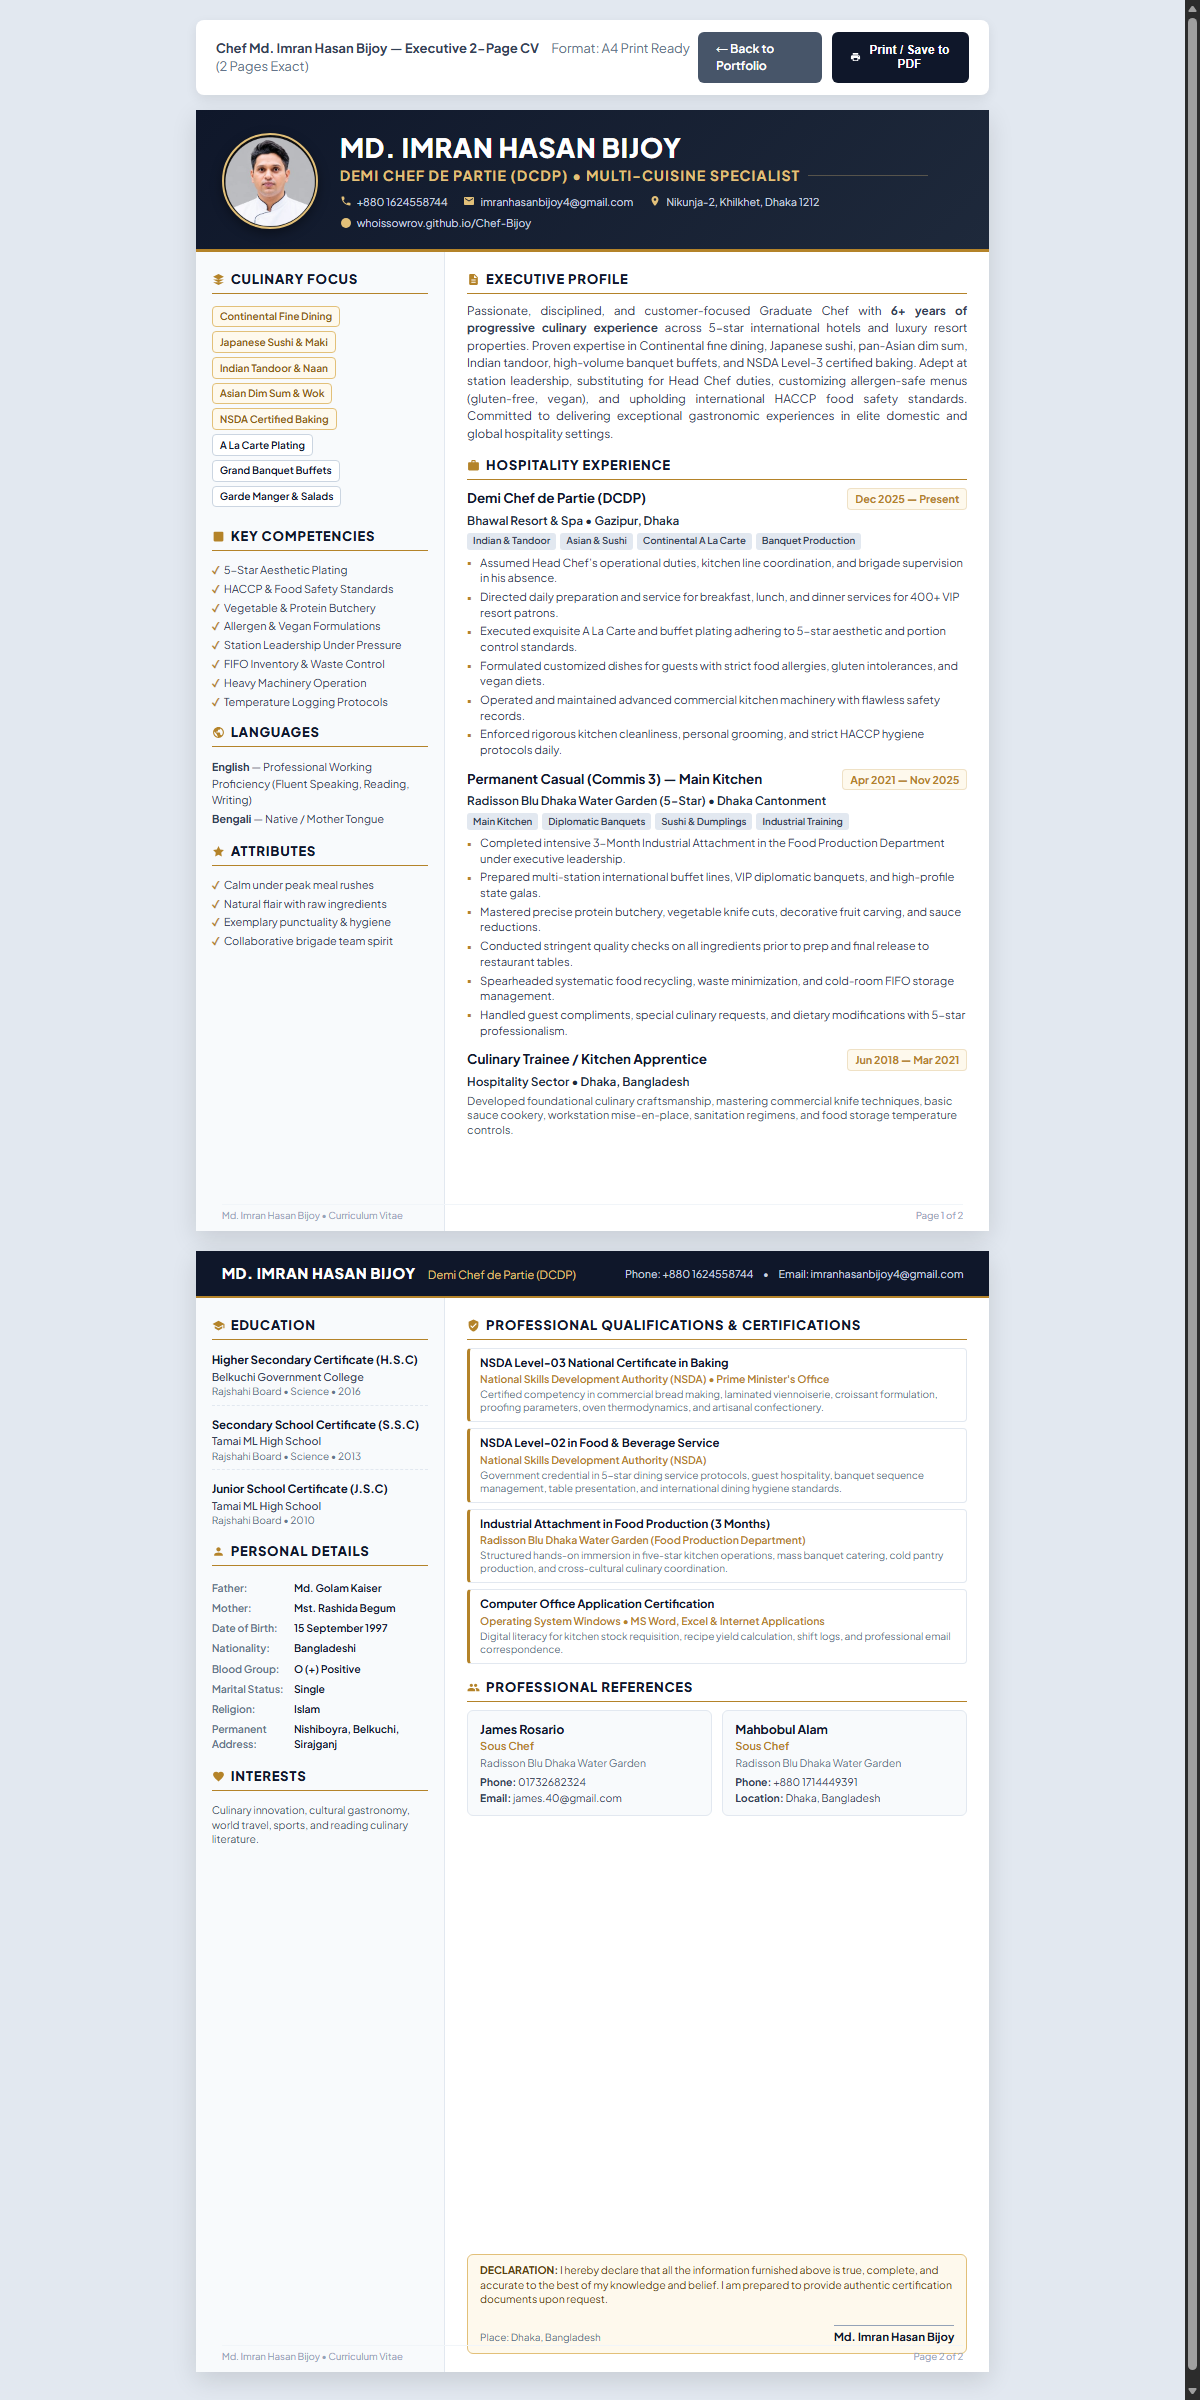 Chef Md. Imran Hasan Bijoy — Executive 2-Page CV Format: A4 Print Ready
(2 Pages Exact)
← Back to
Portfolio
Print / Save to
PDF
MD. IMRAN HASAN BIJOY
DEMI CHEF DE PARTIE (DCDP) • MULTI-CUISINE SPECIALIST
+880 1624558744 imranhasanbijoy4@gmail.com Nikunja-2, Khilkhet, Dhaka 1212
whoissowrov.github.io/Chef-Bijoy
CULINARY FOCUS
Continental Fine Dining
Japanese Sushi & Maki
Indian Tandoor & Naan
Asian Dim Sum & Wok
NSDA Certified Baking
A La Carte Plating
Grand Banquet Buffets
Garde Manger & Salads
KEY COMPETENCIES
✓ 5-Star Aesthetic Plating
✓ HACCP & Food Safety Standards
✓ Vegetable & Protein Butchery
✓ Allergen & Vegan Formulations
✓ Station Leadership Under Pressure
✓ FIFO Inventory & Waste Control
✓ Heavy Machinery Operation
✓ Temperature Logging Protocols
LANGUAGES
English — Professional Working
Proficiency (Fluent Speaking, Reading,
Writing)
Bengali — Native / Mother Tongue
ATTRIBUTES
✓ Calm under peak meal rushes
✓ Natural flair with raw ingredients
✓ Exemplary punctuality & hygiene
✓ Collaborative brigade team spirit
EXECUTIVE PROFILE
Passionate, disciplined, and customer-focused Graduate Chef with 6+ years of
progressive culinary experience across 5-star international hotels and luxury resort
properties. Proven expertise in Continental fine dining, Japanese sushi, pan-Asian dim sum,
Indian tandoor, high-volume banquet buffets, and NSDA Level-3 certified baking. Adept at
station leadership, substituting for Head Chef duties, customizing allergen-safe menus
(gluten-free, vegan), and upholding international HACCP food safety standards.
Committed to delivering exceptional gastronomic experiences in elite domestic and
global hospitality settings.
HOSPITALITY EXPERIENCE
Demi Chef de Partie (DCDP) Dec 2025 — Present
Bhawal Resort & Spa • Gazipur, Dhaka
Indian & Tandoor Asian & Sushi Continental A La Carte Banquet Production
▪ Assumed Head Chef's operational duties, kitchen line coordination, and brigade supervision
in his absence.
▪ Directed daily preparation and service for breakfast, lunch, and dinner services for 400+ VIP
resort patrons.
▪ Executed exquisite A La Carte and buffet plating adhering to 5-star aesthetic and portion
control standards.
▪ Formulated customized dishes for guests with strict food allergies, gluten intolerances, and
vegan diets.
▪ Operated and maintained advanced commercial kitchen machinery with flawless safety
records.
▪ Enforced rigorous kitchen cleanliness, personal grooming, and strict HACCP hygiene
protocols daily.
Permanent Casual (Commis 3) — Main Kitchen Apr 2021 — Nov 2025
Radisson Blu Dhaka Water Garden (5-Star) • Dhaka Cantonment
Main Kitchen Diplomatic Banquets Sushi & Dumplings Industrial Training
▪ Completed intensive 3-Month Industrial Attachment in the Food Production Department
under executive leadership.
▪ Prepared multi-station international buffet lines, VIP diplomatic banquets, and high-profile
state galas.
▪ Mastered precise protein butchery, vegetable knife cuts, decorative fruit carving, and sauce
reductions.
▪ Conducted stringent quality checks on all ingredients prior to prep and final release to
restaurant tables.
▪ Spearheaded systematic food recycling, waste minimization, and cold-room FIFO storage
management.
▪ Handled guest compliments, special culinary requests, and dietary modifications with 5-star
professionalism.
Culinary Trainee / Kitchen Apprentice Jun 2018 — Mar 2021
Hospitality Sector • Dhaka, Bangladesh
Developed foundational culinary craftsmanship, mastering commercial knife techniques, basic
sauce cookery, workstation mise-en-place, sanitation regimens, and food storage temperature
controls.
Md. Imran Hasan Bijoy • Curriculum Vitae Page 1 of 2
MD. IMRAN HASAN BIJOY Demi Chef de Partie (DCDP) Phone: +880 1624558744 • Email: imranhasanbijoy4@gmail.com
EDUCATION
Higher Secondary Certificate (H.S.C)
Belkuchi Government College
Rajshahi Board • Science • 2016
Secondary School Certificate (S.S.C)
Tamai ML High School
Rajshahi Board • Science • 2013
Junior School Certificate (J.S.C)
Tamai ML High School
Rajshahi Board • 2010
PERSONAL DETAILS
Father: Md. Golam Kaiser
Mother: Mst. Rashida Begum
Date of Birth: 15 September 1997
Nationality: Bangladeshi
Blood Group: O (+) Positive
Marital Status: Single
Religion: Islam
Permanent Address: Nishiboyra, Belkuchi,
Sirajganj
INTERESTS
Culinary innovation, cultural gastronomy,
world travel, sports, and reading culinary
literature.
PROFESSIONAL QUALIFICATIONS & CERTIFICATIONS
NSDA Level-03 National Certificate in Baking
National Skills Development Authority (NSDA) • Prime Minister's Office
Certified competency in commercial bread making, laminated viennoiserie, croissant formulation,
proofing parameters, oven thermodynamics, and artisanal confectionery.
NSDA Level-02 in Food & Beverage Service
National Skills Development Authority (NSDA)
Government credential in 5-star dining service protocols, guest hospitality, banquet sequence
management, table presentation, and international dining hygiene standards.
Industrial Attachment in Food Production (3 Months)
Radisson Blu Dhaka Water Garden (Food Production Department)
Structured hands-on immersion in five-star kitchen operations, mass banquet catering, cold pantry
production, and cross-cultural culinary coordination.
Computer Office Application Certification
Operating System Windows • MS Word, Excel & Internet Applications
Digital literacy for kitchen stock requisition, recipe yield calculation, shift logs, and professional email
correspondence.
PROFESSIONAL REFERENCES
James Rosario
Sous Chef
Radisson Blu Dhaka Water Garden
Phone: 01732682324
Email: james.40@gmail.com
Mahbobul Alam
Sous Chef
Radisson Blu Dhaka Water Garden
Phone: +880 1714449391
Location: Dhaka, Bangladesh
DECLARATION: I hereby declare that all the information furnished above is true, complete, and
accurate to the best of my knowledge and belief. I am prepared to provide authentic certification
documents upon request.
Place: Dhaka, Bangladesh Md. Imran Hasan Bijoy
Md. Imran Hasan Bijoy • Curriculum Vitae Page 2 of 2